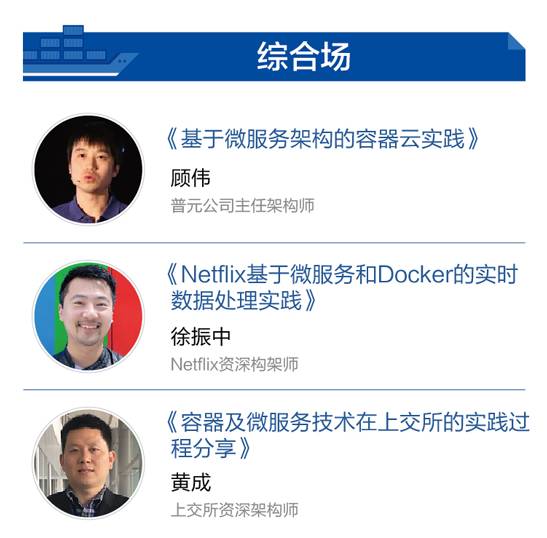 综合场
《基于微服务架构的容器云实践》
顾伟
普元公司主任架构师
《Netflix基于微服务和Docker的实时
数据处理实践》
徐振中
Netflix资深构架师
《容器及微服务技术在上交所的实践过
程分享》
黄成
上交所资深架构师